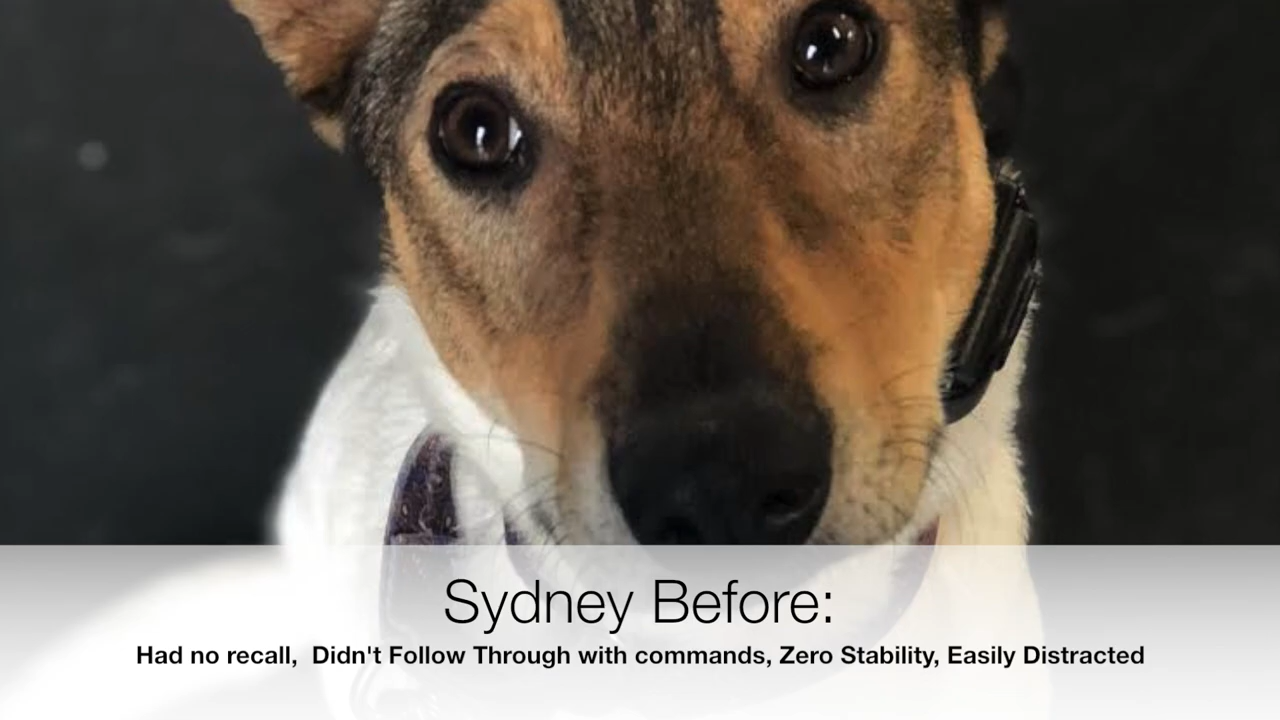 Sydney Before:
Had no recall,  Didn't Follow Through with commands, Zero Stability, Easily Distracted